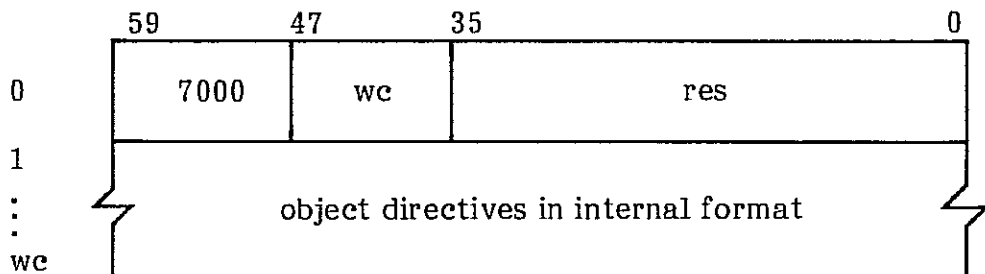 59 47 35 0
0 7000 wc res
1
:
. object directives in internal format
wc